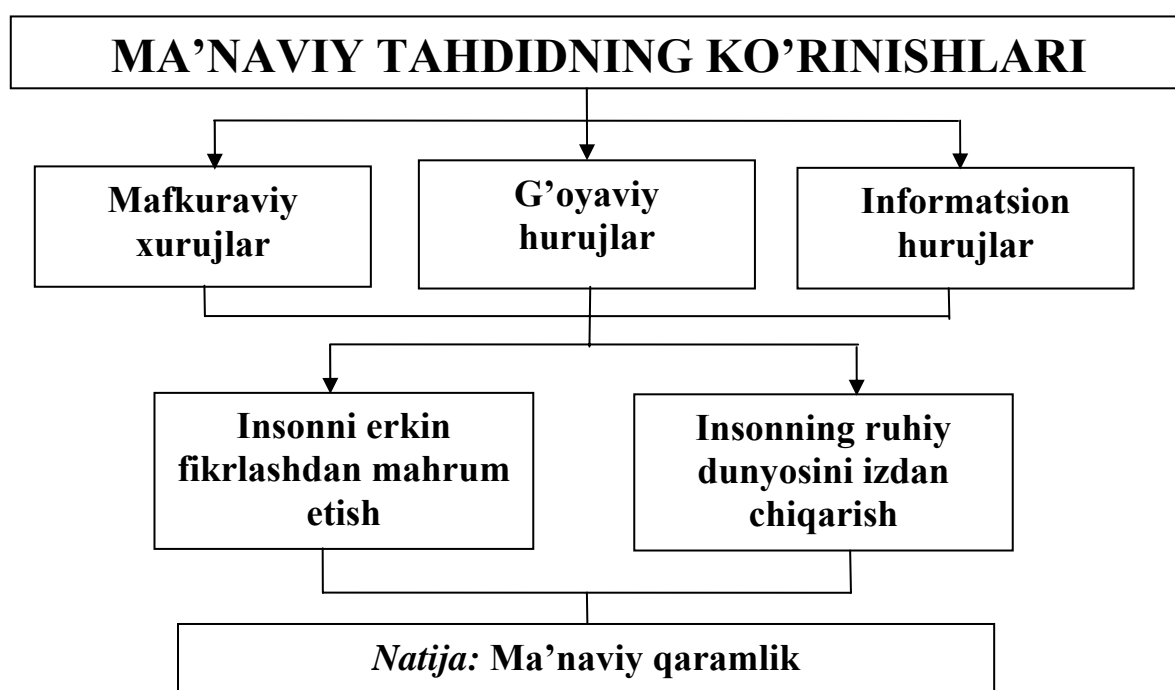 MA’NAVIY TAHDIDNING KO’RINISHLARI
Mafkuraviy
xurujlar
G’oyaviy
hurujlar
Informatsion
hurujlar
Insonni erkin
fikrlashdan mahrum
etish
Insonning ruhiy
dunyosini izdan
chiqarish
Natija: Ma’naviy qaramlik